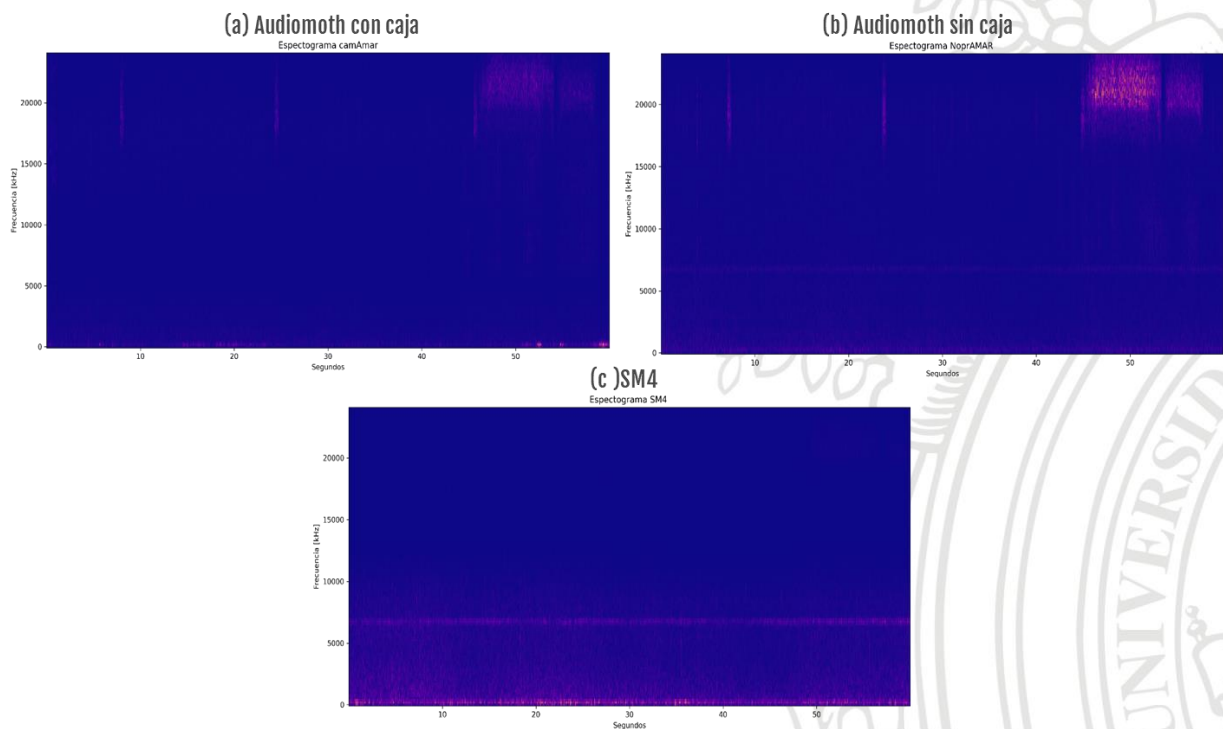 (a) Audiomoth con caja
Espectograma camAmar
Frecuencia [kHz]
20000
15000
10000
5000
0
10
20
30
40
50
Segundos
(b) Audiomoth sin caja
Espectograma NoprAMAR
Frecuencia [kHz]
20000
15000
10000
5000
0
10
20
30
40
50
Segundos
(c )SM4
Espectograma SM4
Frecuencia [kHz]
20000
15000
10000
5000
0
10
20
30
40
50
Segundos
UNIVERSID